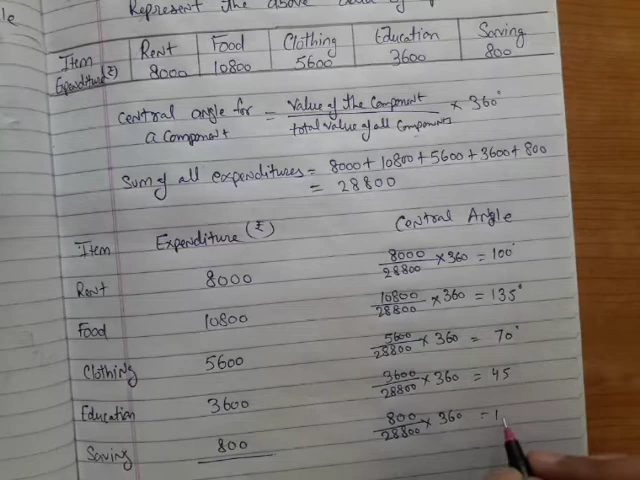 Represent the above
Item Rent Food Clothing Education Saving
Expenditure(₹) 8000 10800 5600 3600 800
Central angle for a Component = Value of the Component / total value of all Components × 360°
Sum of all expenditures = 8000 + 10800 + 5600 + 3600 + 800
= 28800
Item Expenditure (₹) Central Angle
Rent 8000 8000/28800 × 360 = 100°
Food 10800 10800/28800 × 360 = 135°
Clothing 5600 5600/28800 × 360 = 70°
Education 3600 3600/28800 × 360 = 45
Saving 800 800/28800 × 360 = 1